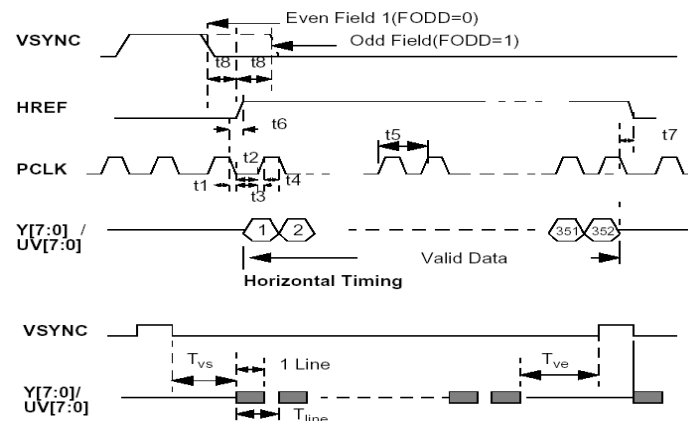 Even Field 1(FODD=0)
VSYNC
Odd Field(FODD=1)
t8 t8
HREF
t6
t5
t7
PCLK
t2
t1
t4
t3
Y[7:0] /
UV[7:0]
1 2
351 352
Valid Data
Horizontal Timing
VSYNC
Tvs
1 Line
Tve
Y[7:0]/
UV[7:0]
Tline